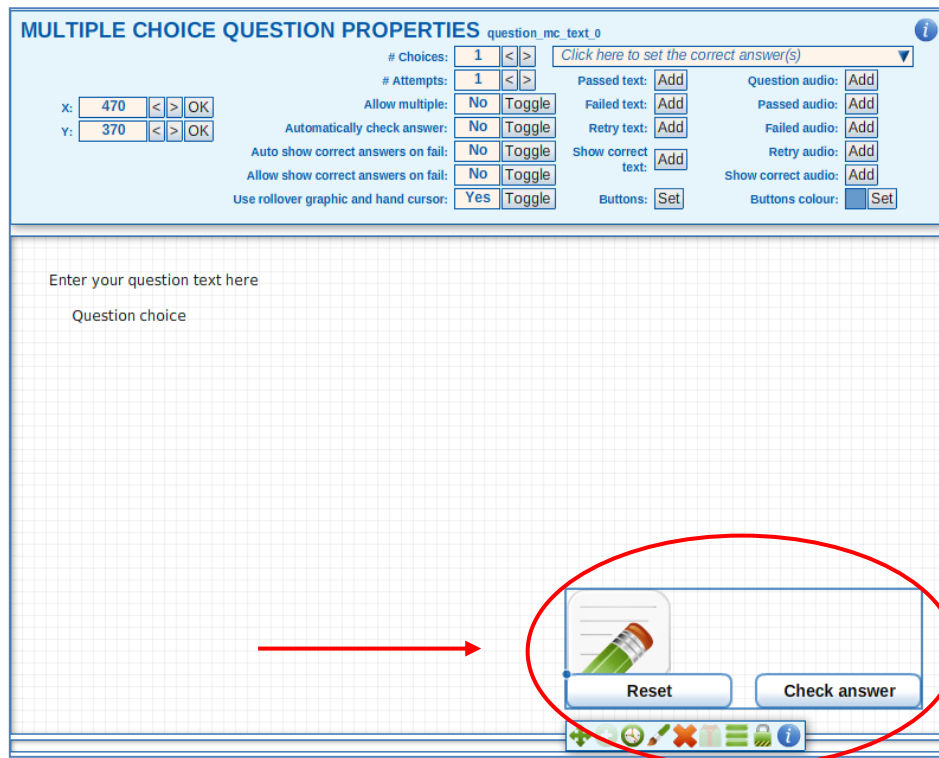 MULTIPLE CHOICE QUESTION PROPERTIES question_mc_text_0
# Choices: 1 < > Click here to set the correct answer(s)
# Attempts: 1 < > Passed text: Add Question audio: Add
X: 470 < > OK Allow multiple: No Toggle Failed text: Add Passed audio: Add
Y: 370 < > OK Automatically check answer: No Toggle Retry text: Add Failed audio: Add
Auto show correct answers on fail: No Toggle Show correct text: Add Retry audio: Add
Allow show correct answers on fail: No Toggle Show correct audio: Add
Use rollover graphic and hand cursor: Yes Toggle Buttons: Set Buttons colour: Set
Enter your question text here
Question choice
Reset Check answer